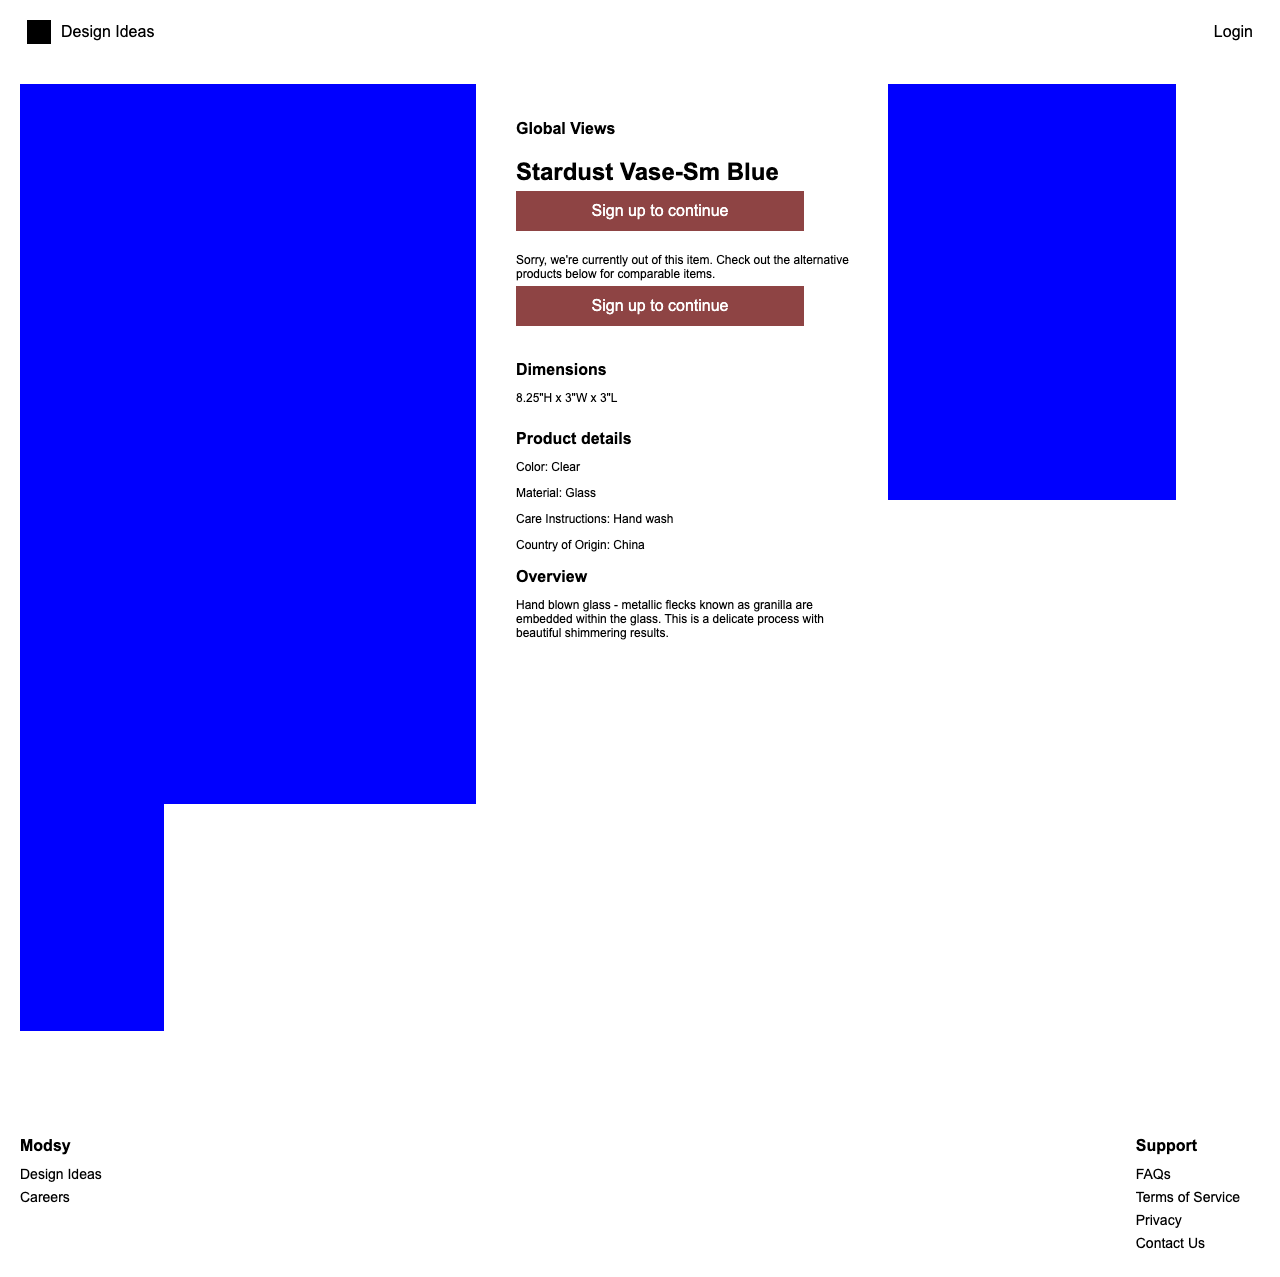 Design Ideas
Login
Global Views
Stardust Vase-Sm Blue
Sign up to continue
Sorry, we're currently out of this item. Check out the alternative
products below for comparable items.
Sign up to continue
Dimensions
8.25"H x 3"W x 3"L
Product details
Color: Clear
Material: Glass
Care Instructions: Hand wash
Country of Origin: China
Overview
Hand blown glass - metallic flecks known as granilla are
embedded within the glass. This is a delicate process with
beautiful shimmering results.
Modsy
Design Ideas
Careers
Support
FAQs
Terms of Service
Privacy
Contact Us